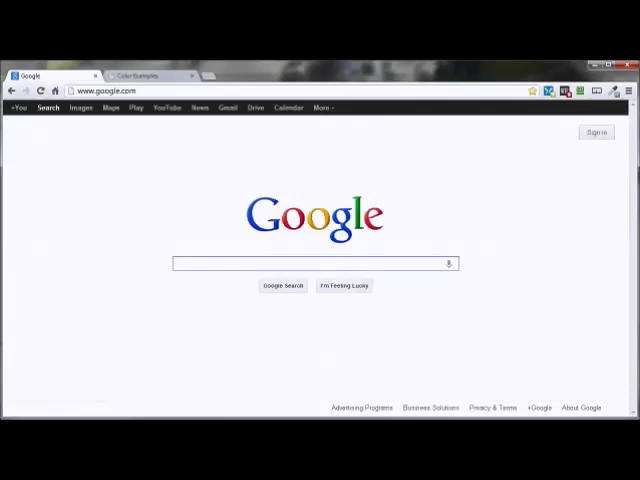 Google
Color Examples
www.google.com
+You Search Images Maps Play YouTube News Gmail Drive Calendar More
Sign in
Google
Google Search I'm Feeling Lucky
Advertising Programs Business Solutions Privacy & Terms +Google About Google